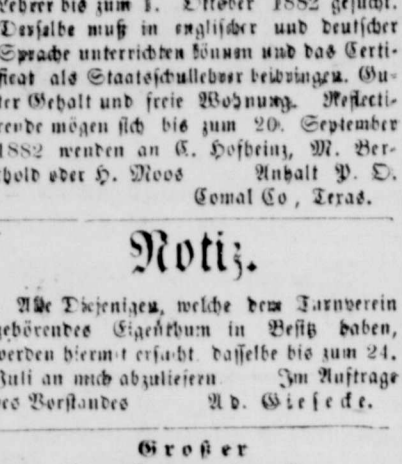 Lehrer bis zum 1. Oktober 1882 gesucht.
Derselbe muß in englischer und deutscher
Sprache unterrichten können und das Certi-
ficat als Staatsschullehrer beibringen. Gu-
ter Gehalt und freie Wohnung. Reflecti-
rende mögen sich bis zum 20. September
1882 wenden an C. Hofheinz, M. Ber-
thold oder H. Moos Anhalt P. O.
Comal Co, Texas.
Notiz.
Alle Diejenigen, welche dem Turnverein
gehörendes Eigenthum in Besitz haben,
werden hiermit ersucht dasselbe bis zum 24.
Juli an mich abzuliefern Im Auftrage
des Vorstandes Ad. Giesecke.
Großer